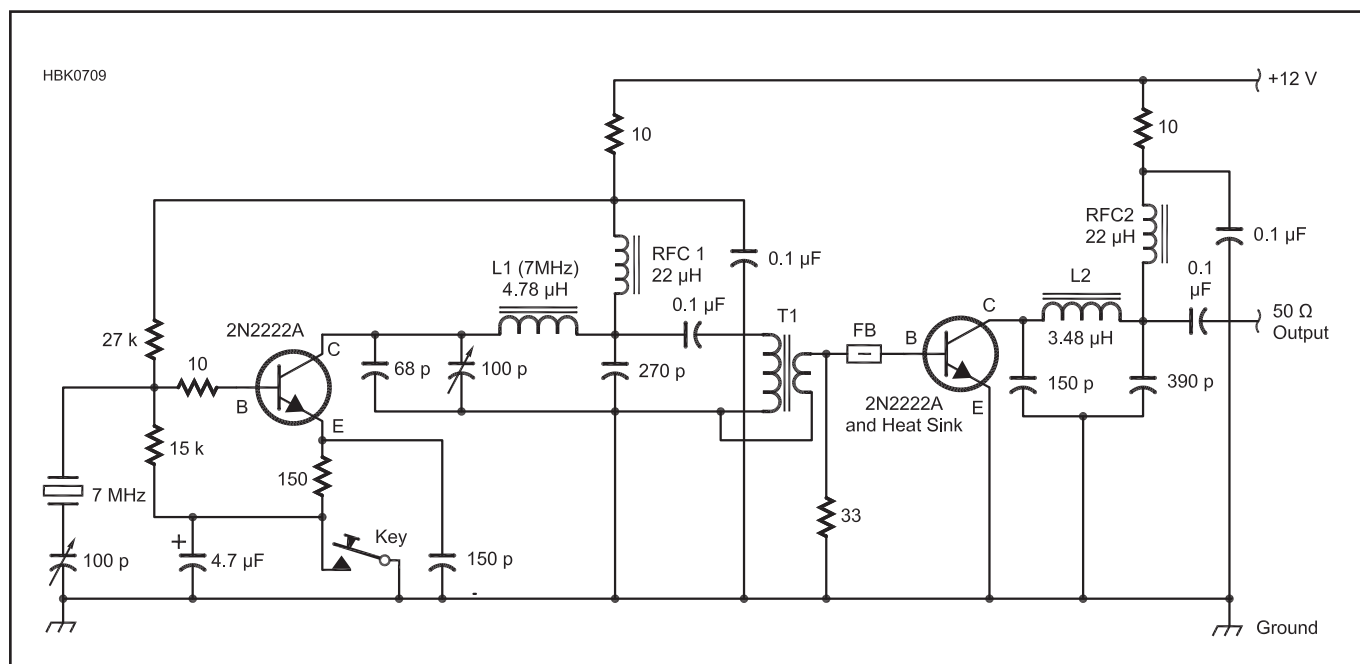 HBK0709
+12 V
10
10
RFC 1
22 µH
0.1 µF
RFC2
22 µH
0.1 µF
L1 (7MHz)
4.78 µH
0.1 µF
T1
FB
L2
3.48 µH
0.1
µF
50 Ω
Output
27 k
10
2N2222A
C
B
E
68 p
100 p
270 p
C
B
E
2N2222A
and Heat Sink
150 p
390 p
15 k
150
7 MHz
100 p
+
4.7 µF
Key
150 p
33
Ground